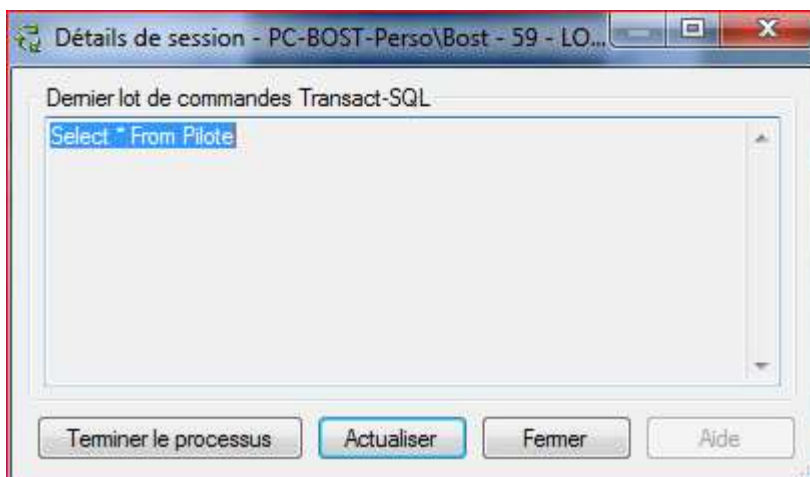 Détails de session - PC-BOST-Perso\Bost - 59 - LO...
Dernier lot de commandes Transact-SQL
Select * From Pilote
Terminer le processus
Actualiser
Fermer
Aide